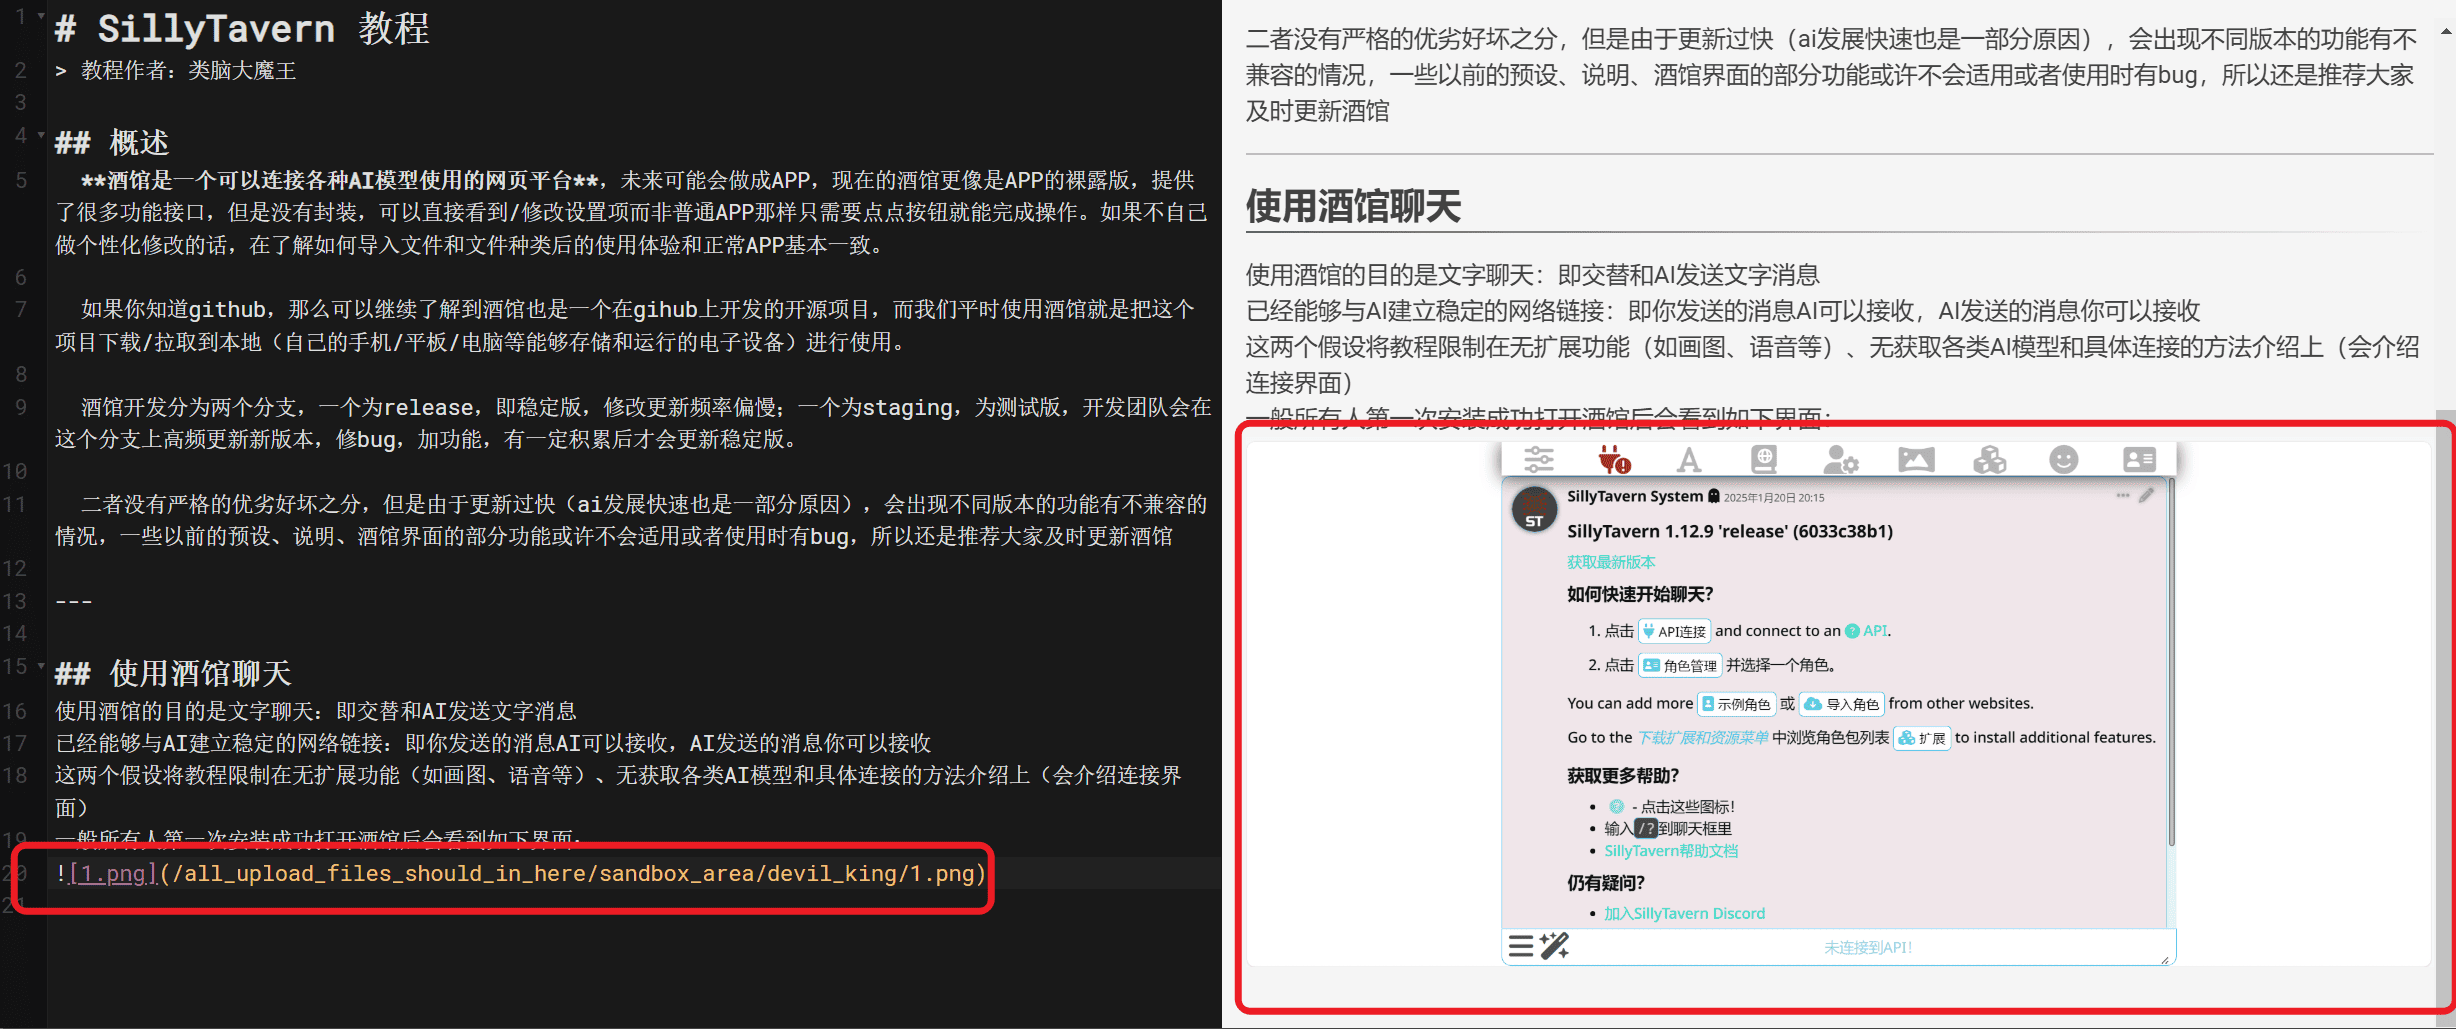 1 # SillyTavern 教程
2 > 教程作者：类脑大魔王
3
4 ## 概述
5 **酒馆是一个可以连接各种AI模型使用的网页平台**，未来可能会做成APP，现在的酒馆更像是APP的裸露版，提供
了很多功能接口，但是没有封装，可以直接看到/修改设置项而非普通APP那样只需要点点按钮就能完成操作。如果不自己
做个性化修改的话，在了解如何导入文件和文件种类后的使用体验和正常APP基本一致。
6
7 如果你知道github，那么可以继续了解到酒馆也是一个在gihub上开发的开源项目，而我们平时使用酒馆就是把这个
项目下载/拉取到本地（自己的手机/平板/电脑等能够存储和运行的电子设备）进行使用。
8
9 酒馆开发分为两个分支，一个为release，即稳定版，修改更新频率偏慢；一个为staging，为测试版，开发团队会在
这个分支上高频更新新版本，修bug，加功能，有一定积累后才会更新稳定版。
10
11 二者没有严格的优劣好坏之分，但是由于更新过快（ai发展快速也是一部分原因），会出现不同版本的功能有不兼容的
情况，一些以前的预设、说明、酒馆界面的部分功能或许不会适用或者使用时有bug，所以还是推荐大家及时更新酒馆
12
13 ---
14
15 ## 使用酒馆聊天
16 使用酒馆的目的是文字聊天：即交替和AI发送文字消息
17 已经能够与AI建立稳定的网络链接：即你发送的消息AI可以接收，AI发送的消息你可以接收
18 这两个假设将教程限制在无扩展功能（如画图、语音等）、无获取各类AI模型和具体连接的方法介绍上（会介绍连接界
面）
19 一般所有人第一次安装成功打开酒馆后会看到如下界面：
20 ![1.png](/all_upload_files_should_in_here/sandbox_area/devil_king/1.png)
21
二者没有严格的优劣好坏之分，但是由于更新过快（ai发展快速也是一部分原因），会出现不同版本的功能有不
兼容的情况，一些以前的预设、说明、酒馆界面的部分功能或许不会适用或者使用时有bug，所以还是推荐大家
及时更新酒馆
使用酒馆聊天
使用酒馆的目的是文字聊天：即交替和AI发送文字消息
已经能够与AI建立稳定的网络链接：即你发送的消息AI可以接收，AI发送的消息你可以接收
这两个假设将教程限制在无扩展功能（如画图、语音等）、无获取各类AI模型和具体连接的方法介绍上（会介绍
连接界面）
一般所有人第一次安装成功打开酒馆后会看到如下界面：
ST
SillyTavern System 2025年1月20日 20:15
SillyTavern 1.12.9 'release' (6033c38b1)
获取最新版本
如何快速开始聊天?
1. 点击 API连接 and connect to an API.
2. 点击 角色管理 并选择一个角色。
You can add more 示例角色 或 导入角色 from other websites.
Go to the 下载扩展和资源菜单 中浏览角色包列表 扩展 to install additional features.
获取更多帮助?
• - 点击这些图标!
• 输入 /? 到聊天框里
• SillyTavern帮助文档
仍有疑问?
• 加入SillyTavern Discord
未连接到API!